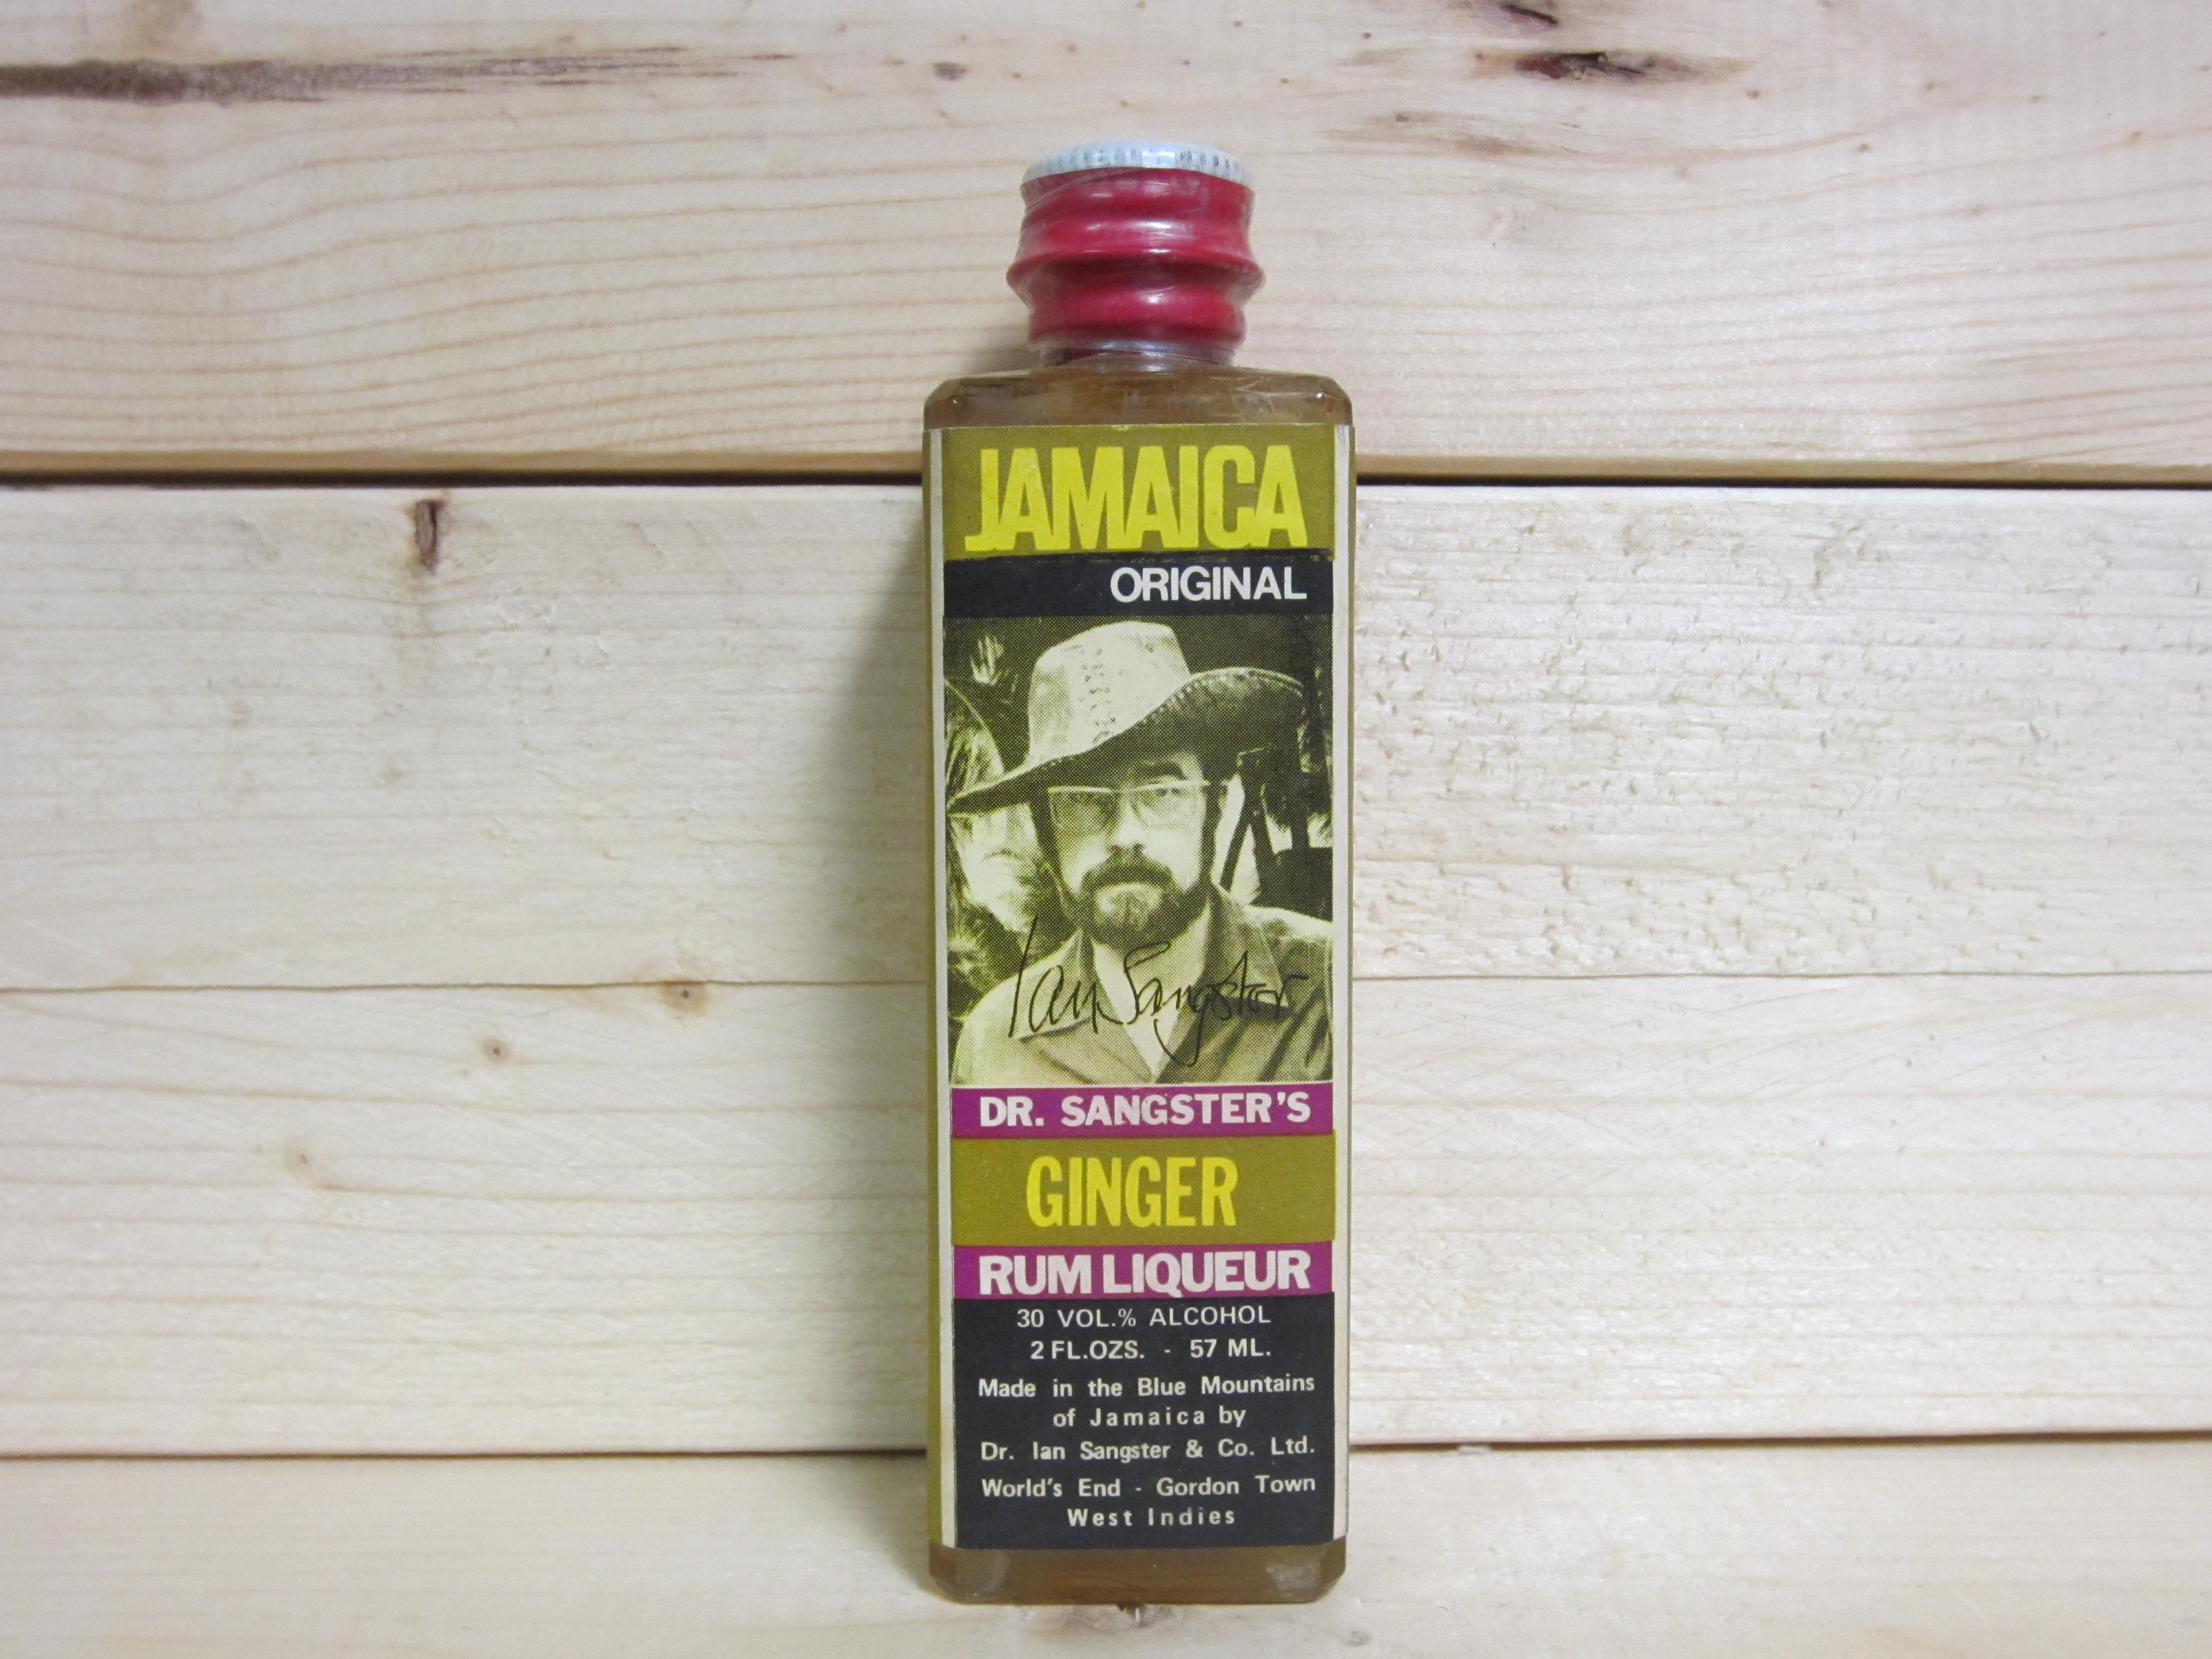 JAMAICA
ORIGINAL
Ian Sangster
DR. SANGSTER'S
GINGER
RUM LIQUEUR
30 VOL.% ALCOHOL
2 FL.OZS. - 57 ML.
Made in the Blue Mountains
of Jamaica by
Dr. Ian Sangster & Co. Ltd.
World's End - Gordon Town
West Indies